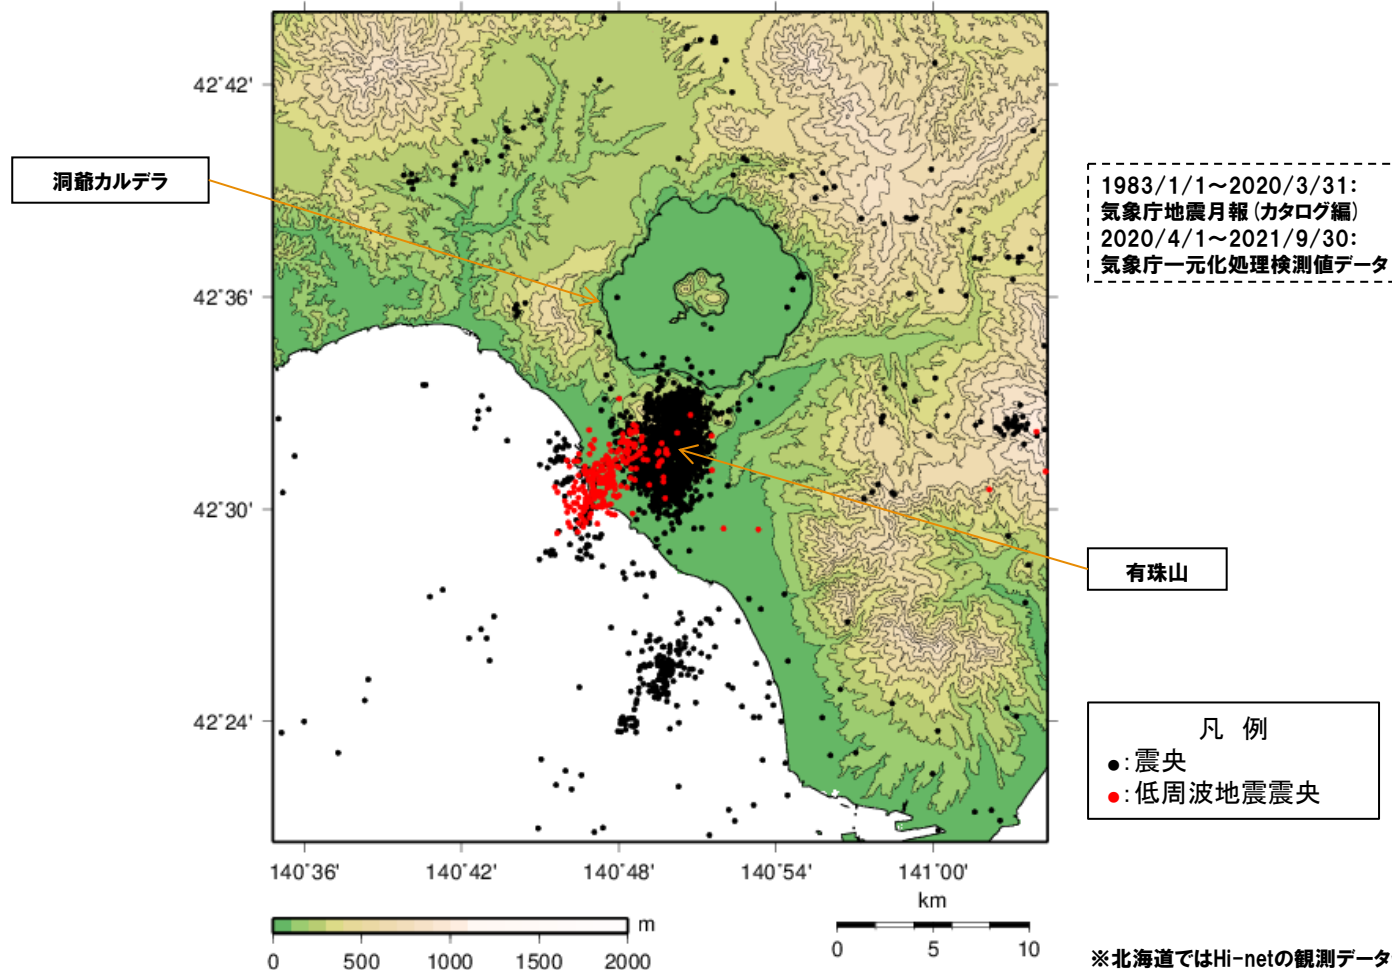 42°42'
洞爺カルデラ
1983/1/1～2020/3/31：
気象庁地震月報（カタログ編）
2020/4/1～2021/9/30：
気象庁一元化処理検測値データ
42°36'
42°30'
有珠山
42°24'
凡 例
●：震央
●：低周波地震震央
140°36' 140°42' 140°48' 140°54' 141°00'
km
m
0 5 10
0 500 1000 1500 2000
※北海道ではHi-netの観測データ